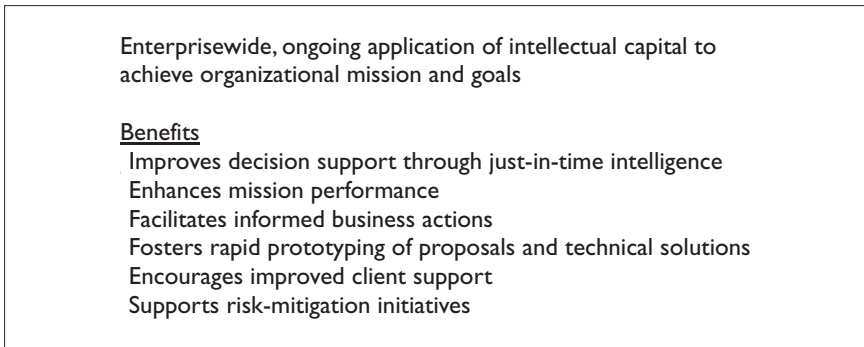 Enterprisewide, ongoing application of intellectual capital to
achieve organizational mission and goals
Benefits
Improves decision support through just-in-time intelligence
Enhances mission performance
Facilitates informed business actions
Fosters rapid prototyping of proposals and technical solutions
Encourages improved client support
Supports risk-mitigation initiatives